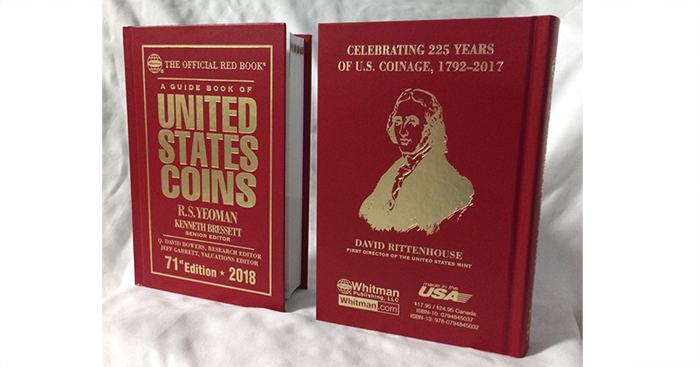 THE OFFICIAL RED BOOK®
A GUIDE BOOK OF
UNITED
STATES
COINS
R.S. YEOMAN
KENNETH BRESSETT
SENIOR EDITOR
Q. DAVID BOWERS, RESEARCH EDITOR
JEFF GARRETT, VALUATIONS EDITOR
71st Edition ★ 2018
CELEBRATING 225 YEARS
OF U.S. COINAGE, 1792–2017
DAVID RITTENHOUSE
FIRST DIRECTOR OF THE UNITED STATES MINT
Whitman
Publishing, LLC
Whitman.com
made in the
USA
$17.95 / $24.95 Canada
ISBN-10: 0794845037
ISBN-13: 978-0794845032